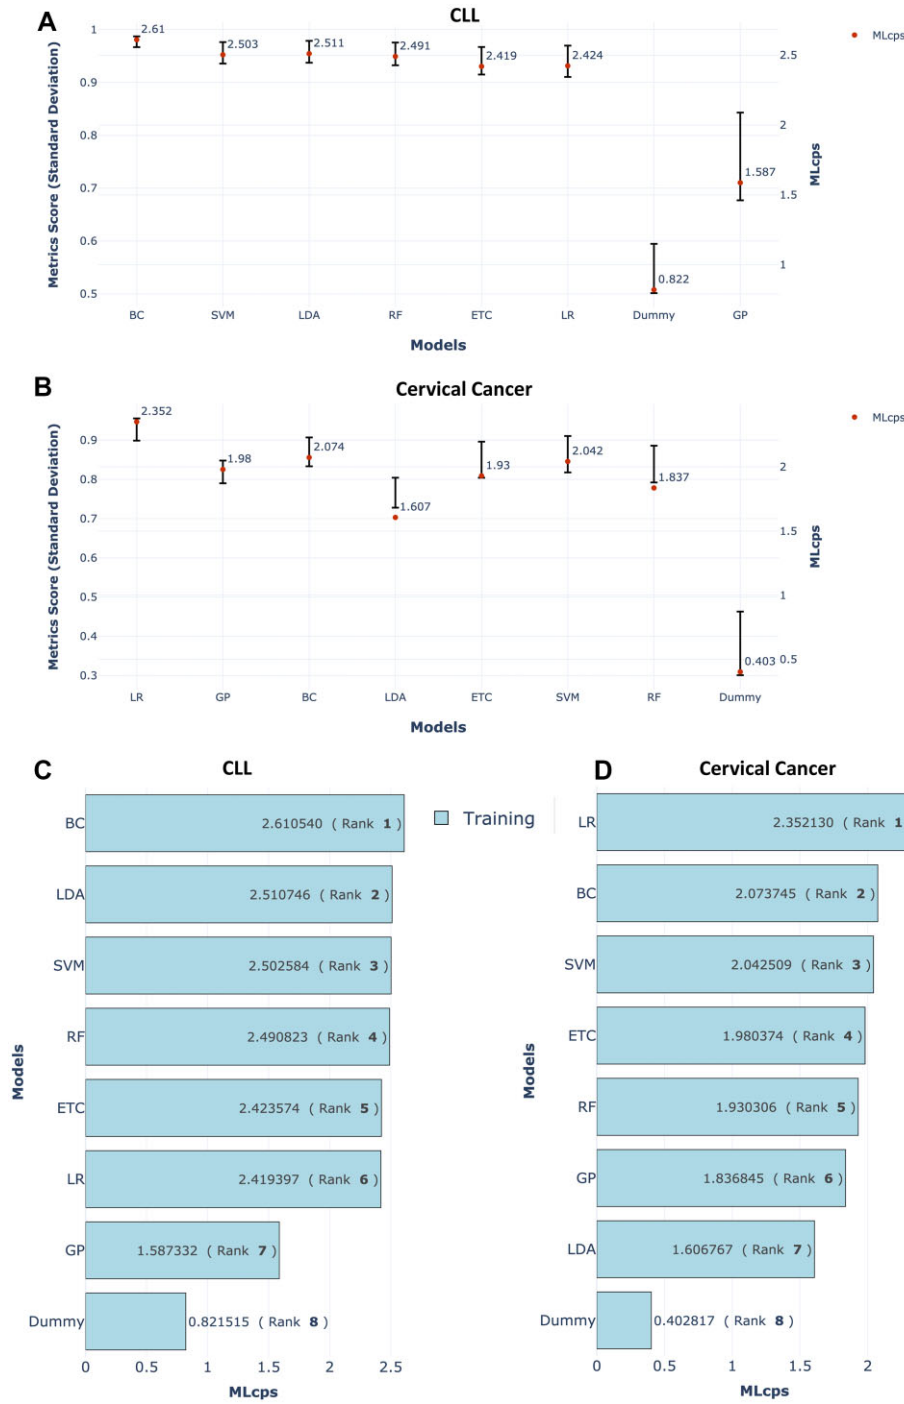 A
CLL
Metrics Score (Standard Deviation)
1
0.9
0.8
0.7
0.6
0.5
2.61
2.503
2.511
2.491
2.419
2.424
0.822
1.587
2.5
2
1.5
1
MLcps
MLcps
BC SVM LDA RF ETC LR Dummy GP
Models
B
Cervical Cancer
Metrics Score (Standard Deviation)
0.9
0.8
0.7
0.6
0.5
0.4
0.3
2.352
1.98
2.074
1.607
1.93
2.042
1.837
0.403
2
1.5
1
0.5
MLcps
MLcps
LR GP BC LDA ETC SVM RF Dummy
Models
C
CLL
Training
Models
BC 2.610540 ( Rank 1 )
LDA 2.510746 ( Rank 2 )
SVM 2.502584 ( Rank 3 )
RF 2.490823 ( Rank 4 )
ETC 2.423574 ( Rank 5 )
LR 2.419397 ( Rank 6 )
GP 1.587332 ( Rank 7 )
Dummy 0.821515 ( Rank 8 )
0 0.5 1 1.5 2 2.5
MLcps
D
Cervical Cancer
Models
LR 2.352130 ( Rank 1
BC 2.073745 ( Rank 2 )
SVM 2.042509 ( Rank 3 )
ETC 1.980374 ( Rank 4 )
RF 1.930306 ( Rank 5 )
GP 1.836845 ( Rank 6 )
LDA 1.606767 ( Rank 7 )
Dummy 0.402817 ( Rank 8 )
0 0.5 1 1.5 2
MLcps